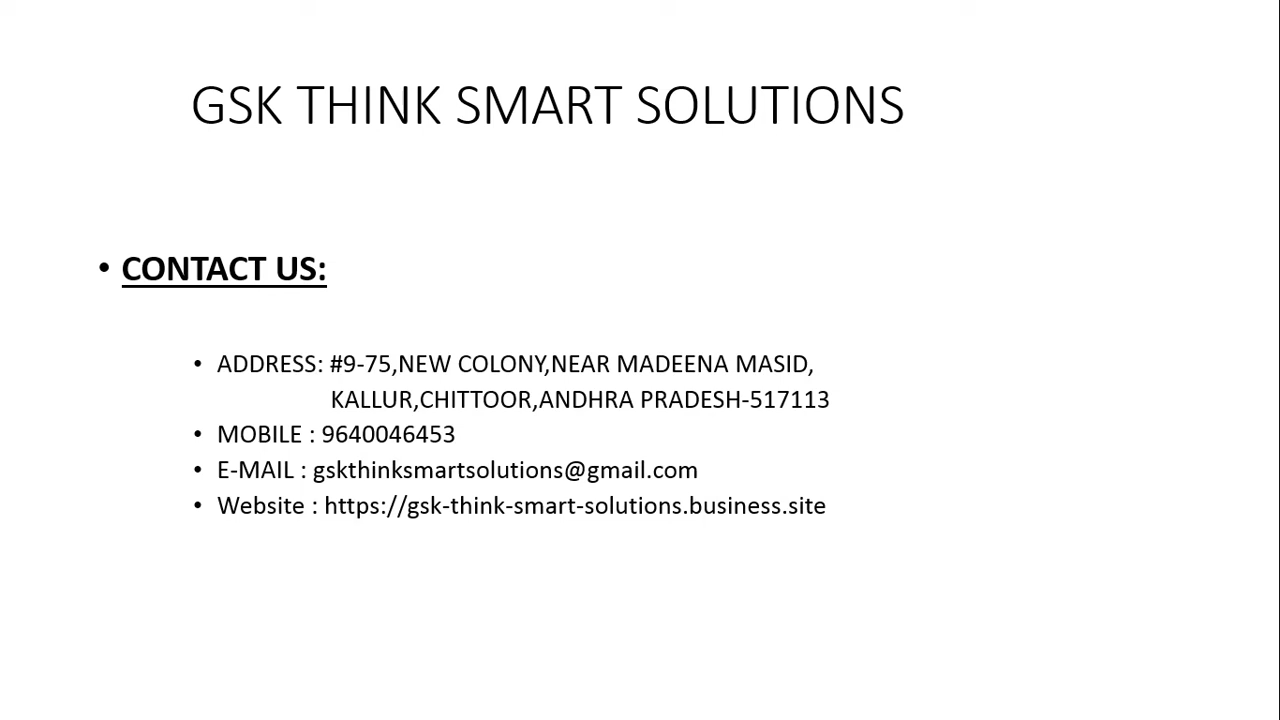 GSK THINK SMART SOLUTIONS
• CONTACT US:
• ADDRESS: #9-75,NEW COLONY,NEAR MADEENA MASID,
KALLUR,CHITTOOR,ANDHRA PRADESH-517113
• MOBILE : 9640046453
• E-MAIL : gskthinksmartsolutions@gmail.com
• Website : https://gsk-think-smart-solutions.business.site